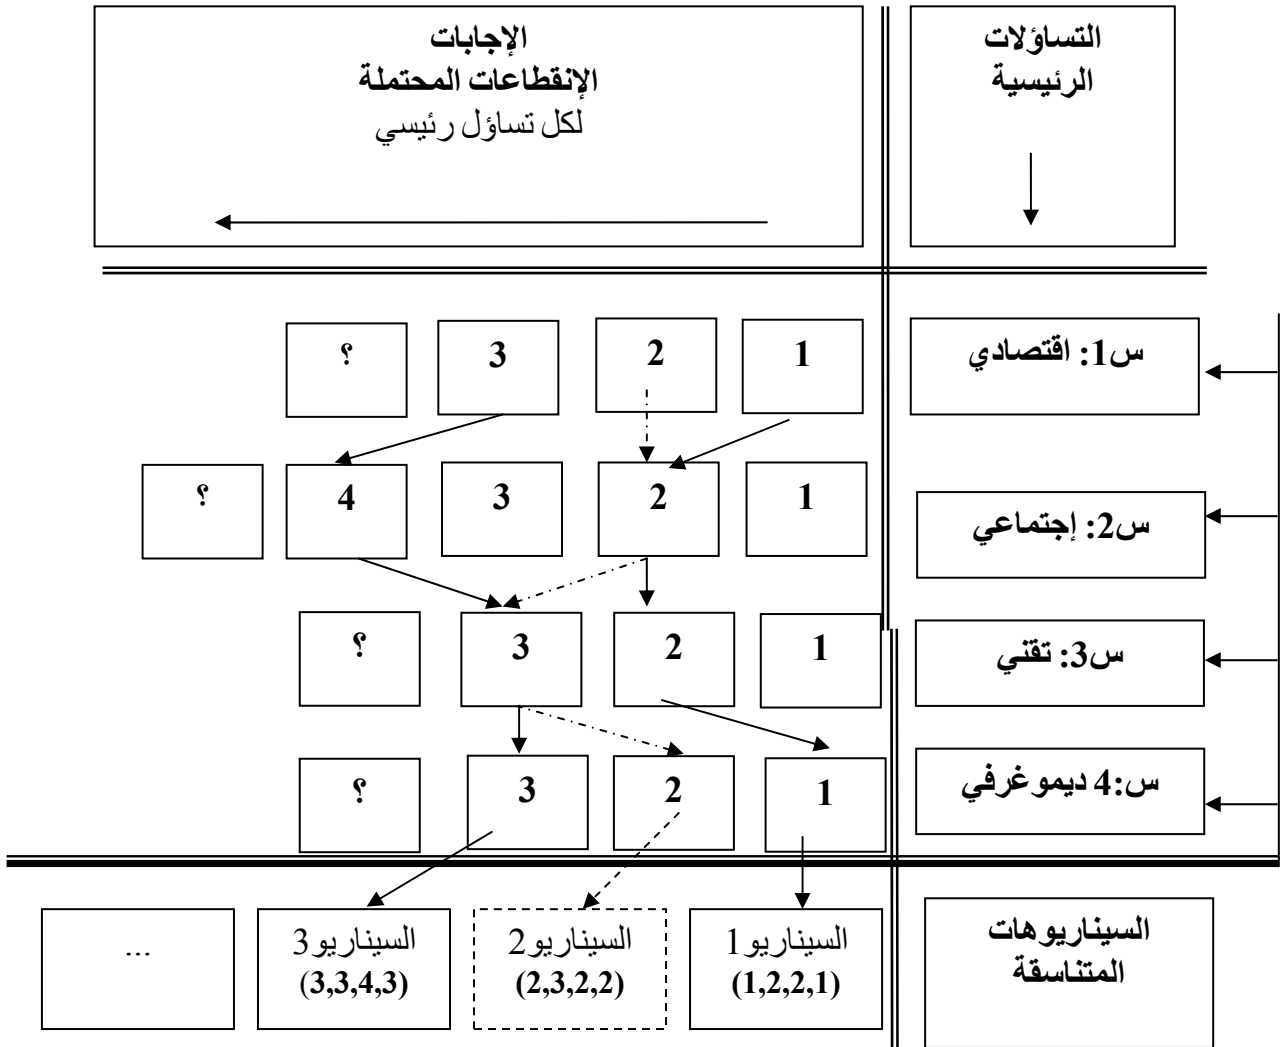 التساؤلات
الرئيسية
الإجابات
الإنقطاعات المحتملة
لكل تساؤل رئيسي
س1: اقتصادي
1
2
3
؟
س2: إجتماعي
1
2
3
4
؟
س3: تقني
1
2
3
؟
س:4 ديموغرفي
1
2
3
؟
السيناريوهات
المتناسقة
السيناريو1
(1,2,2,1)
السيناريو2
(2,3,2,2)
السيناريو3
(3,3,4,3)
...